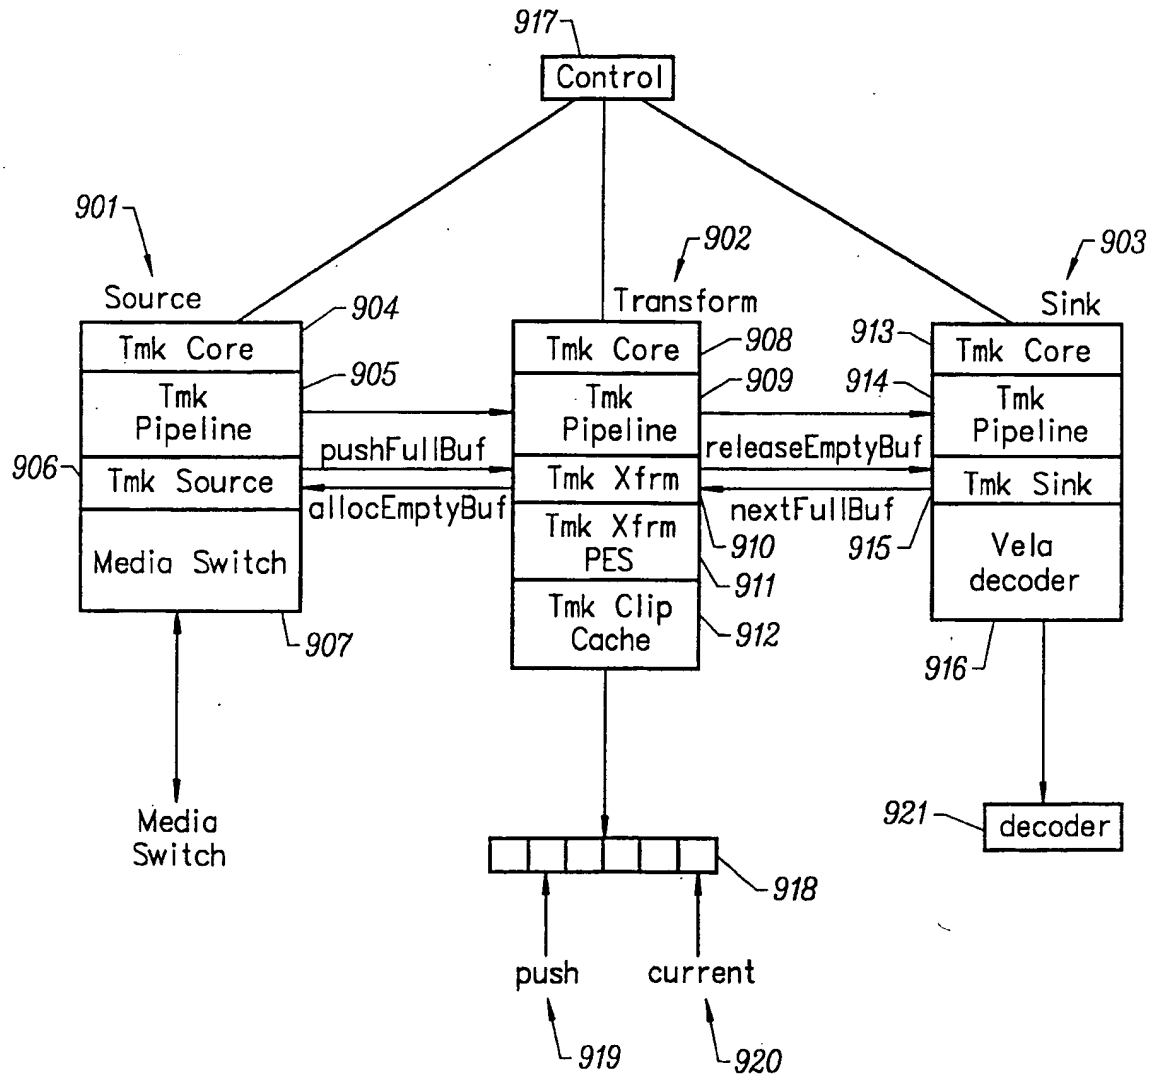 917
Control
901
902
903
Source
Transform
Sink
904
Tmk Core
Tmk Core
908
913
Tmk Core
905
Tmk
Pipeline
909
Tmk
Pipeline
914
Tmk
Pipeline
906
pushFullBuf
releaseEmptyBuf
Tmk Source
Tmk Xfrm
Tmk Sink
allocEmptyBuf
nextFullBuf
910
915
Media Switch
Tmk Xfrm
PES
911
Vela
decoder
907
Tmk Clip
Cache
912
916
Media
Switch
921
decoder
918
push
current
919
920